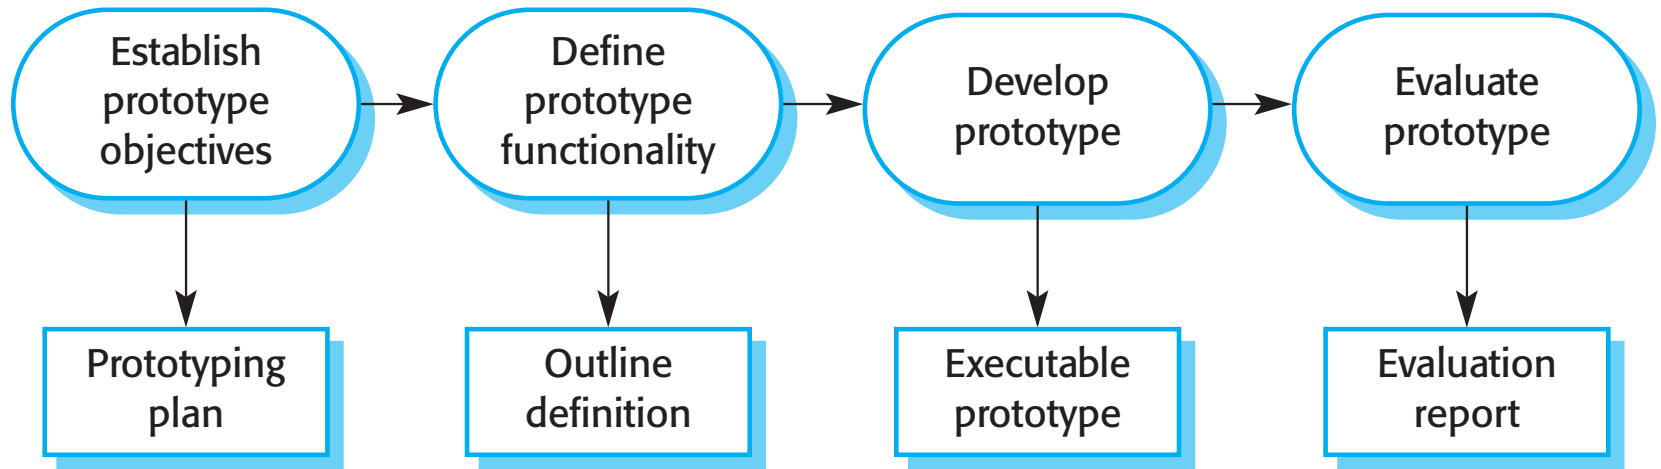 Establish
prototype
objectives
Define
prototype
functionality
Develop
prototype
Evaluate
prototype
Prototyping
plan
Outline
definition
Executable
prototype
Evaluation
report